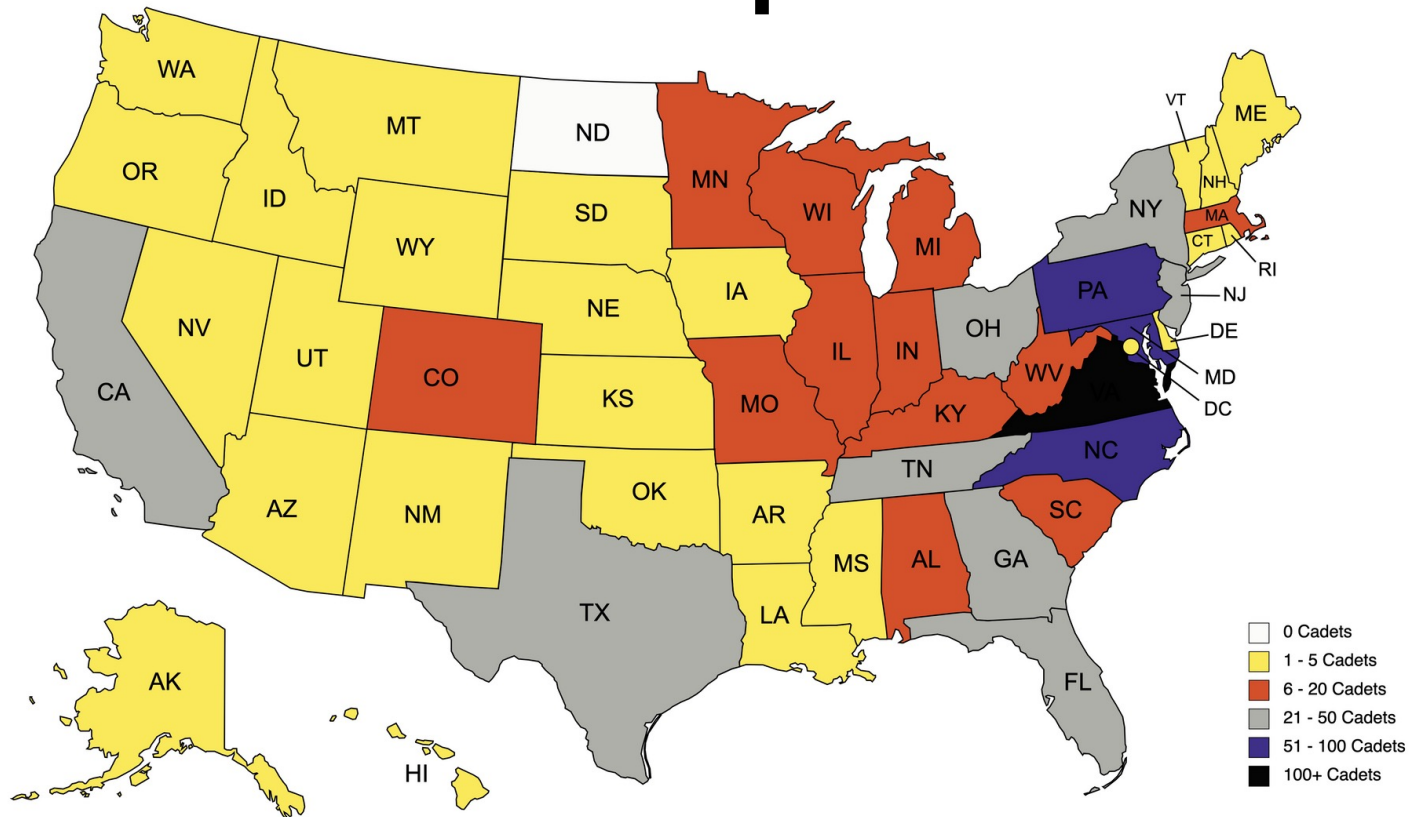 WA
MT
ND
MN
VT
ME
OR
ID
SD
WI
MI
NY
NH
MA
CT
RI
WY
IA
PA
NJ
NE
OH
DE
NV
UT
CO
IL
IN
WV
VA
MD
DC
CA
KS
MO
KY
NC
TN
AZ
NM
OK
AR
SC
MS
AL
GA
TX
LA
FL
AK
HI
0 Cadets
1 - 5 Cadets
6 - 20 Cadets
21 - 50 Cadets
51 - 100 Cadets
100+ Cadets